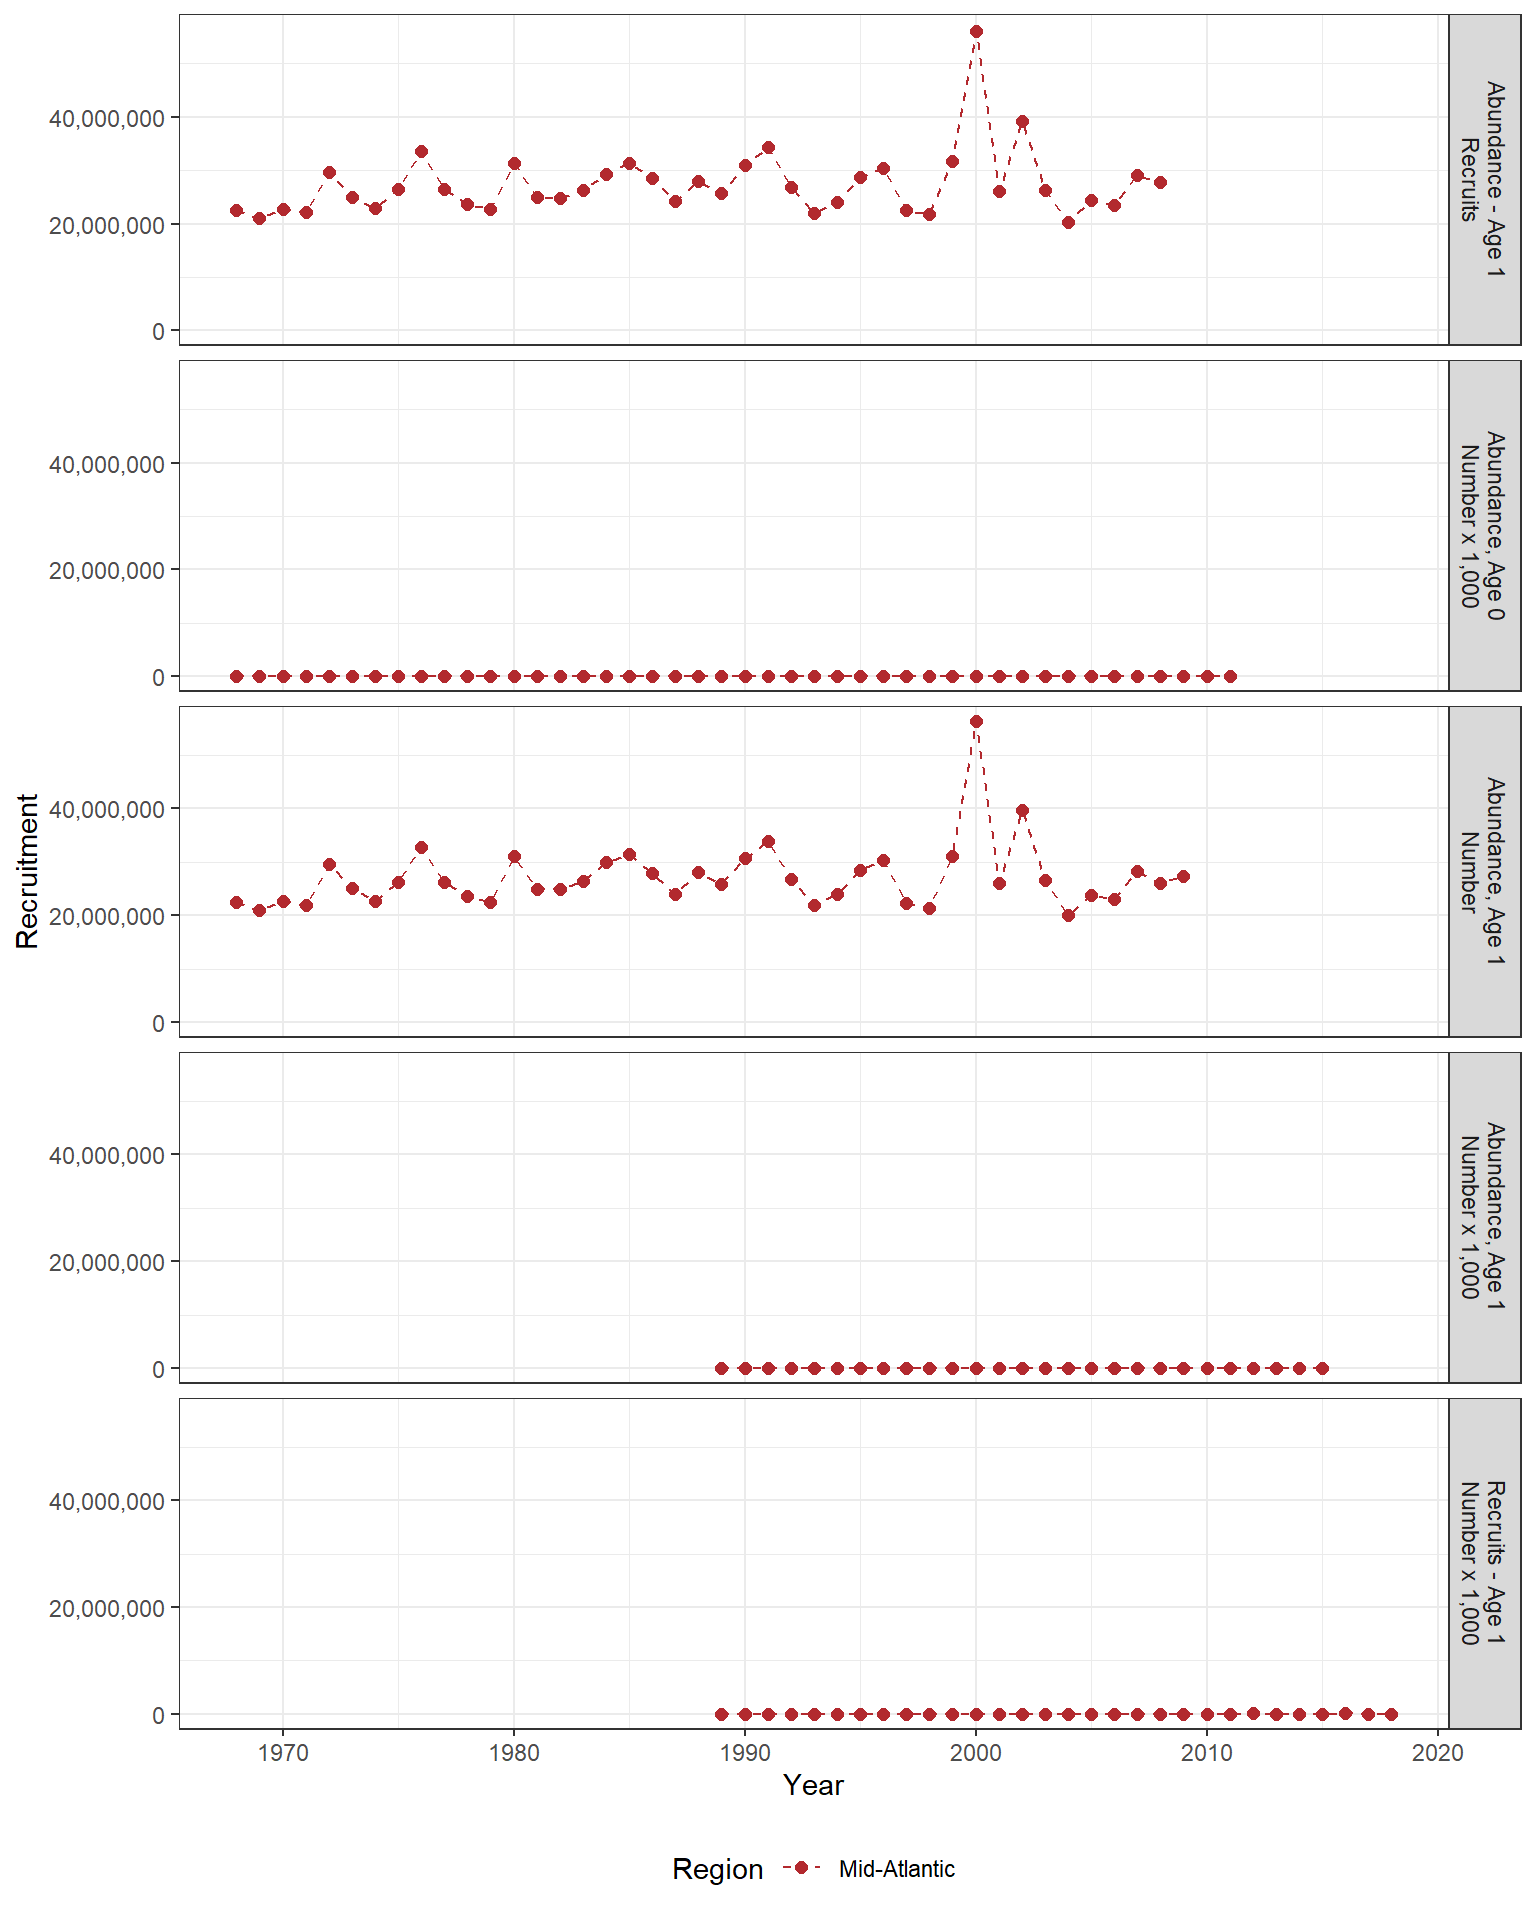 40,000,000
20,000,000
0
Abundance - Age 1
Recruits
40,000,000
20,000,000
0
Abundance, Age 0
Number x 1,000
Recruitment
40,000,000
20,000,000
0
Abundance, Age 1
Number
40,000,000
20,000,000
0
Abundance, Age 1
Number x 1,000
40,000,000
20,000,000
0
Recruits - Age 1
Number x 1,000
1970 1980 1990 2000 2010 2020
Year
Region Mid-Atlantic